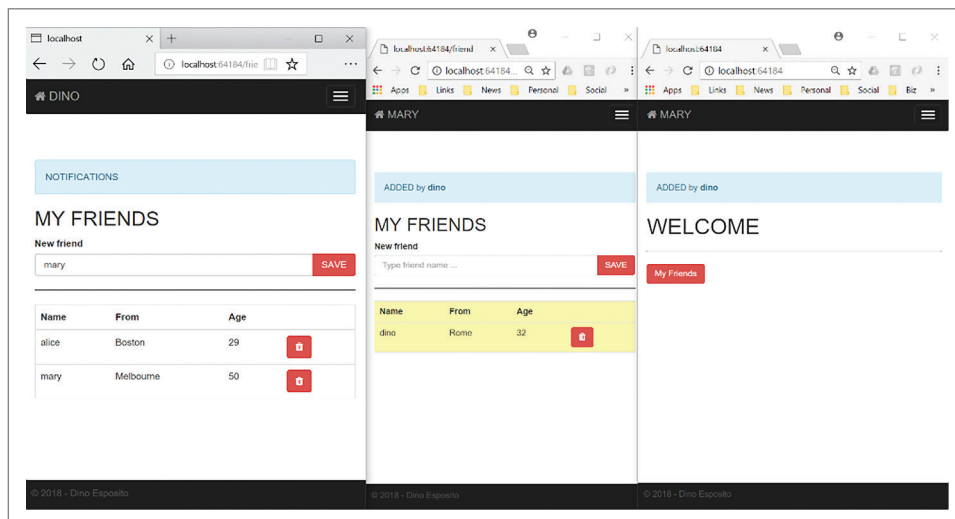 localhost
localhost:64184/frie
DINO
NOTIFICATIONS
MY FRIENDS
New friend
mary
SAVE
Name From Age
alice Boston 29
mary Melbourne 50
© 2018 - Dino Esposito
localhost:64184/friend
localhost:64184...
Apps Links News Personal Social »
MARY
ADDED by dino
MY FRIENDS
New friend
Type friend name ...
SAVE
Name From Age
dino Rome 32
© 2018 - Dino Esposito
localhost:64184
localhost:64184
Apps Links News Personal Social Biz »
MARY
ADDED by dino
WELCOME
My Friends
© 2018 - Dino Esposito